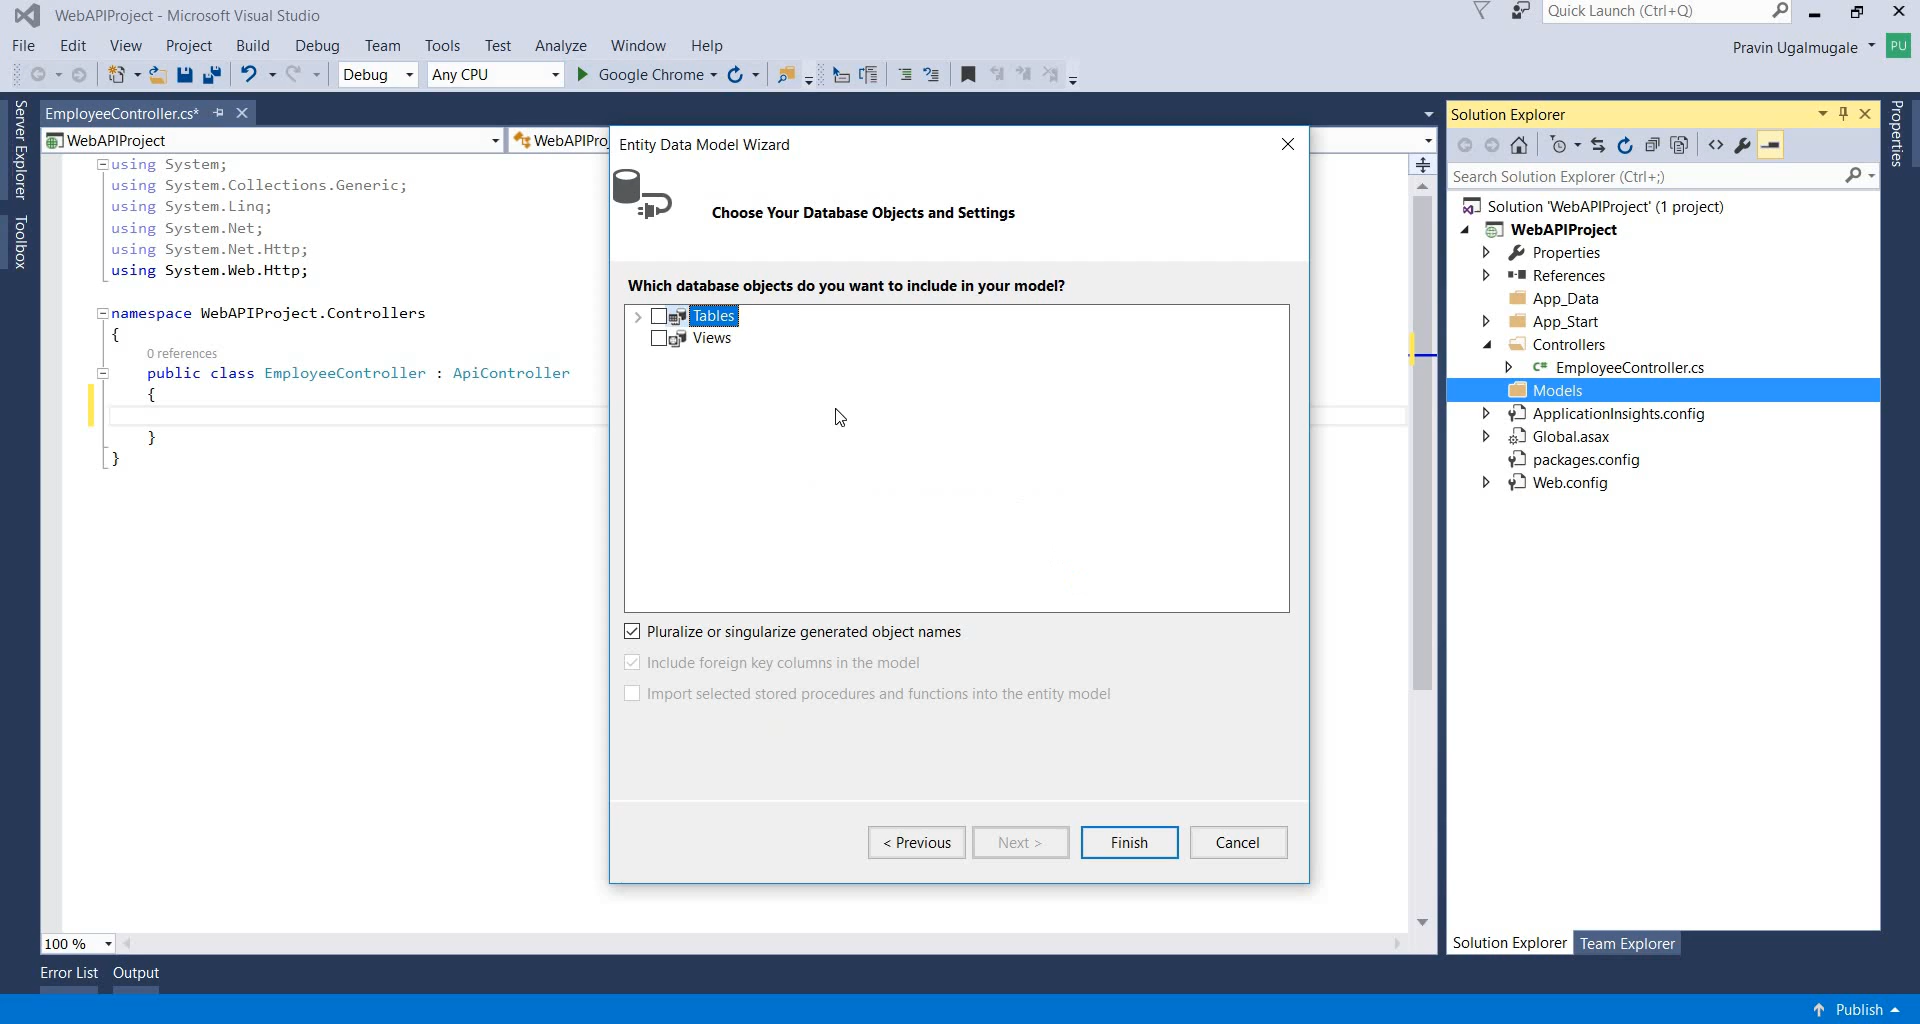 WebAPIProject - Microsoft Visual Studio
Quick Launch (Ctrl+Q)
File Edit View Project Build Debug Team Tools Test Analyze Window Help
Pravin Ugalmugale PU
Debug Any CPU Google Chrome
Server Explorer
Toolbox
EmployeeController.cs*
WebAPIProject
WebAPIProj
using System;
using System.Collections.Generic;
using System.Linq;
using System.Net;
using System.Net.Http;
using System.Web.Http;
namespace WebAPIProject.Controllers
{
0 references
public class EmployeeController : ApiController
{
}
}
100 %
Entity Data Model Wizard
Choose Your Database Objects and Settings
Which database objects do you want to include in your model?
Tables
Views
Pluralize or singularize generated object names
Include foreign key columns in the model
Import selected stored procedures and functions into the entity model
< Previous Next > Finish Cancel
Solution Explorer
Search Solution Explorer (Ctrl+;)
Solution 'WebAPIProject' (1 project)
WebAPIProject
Properties
References
App_Data
App_Start
Controllers
C# EmployeeController.cs
Models
ApplicationInsights.config
Global.asax
packages.config
Web.config
Solution Explorer Team Explorer
Properties
Error List Output
Publish